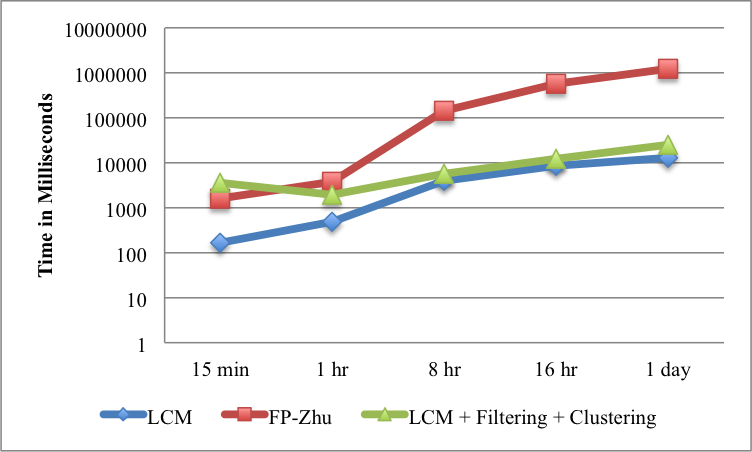 10000000
1000000
100000
10000
1000
100
10
1
Time in Milliseconds
15 min 1 hr 8 hr 16 hr 1 day
LCM FP-Zhu LCM + Filtering + Clustering